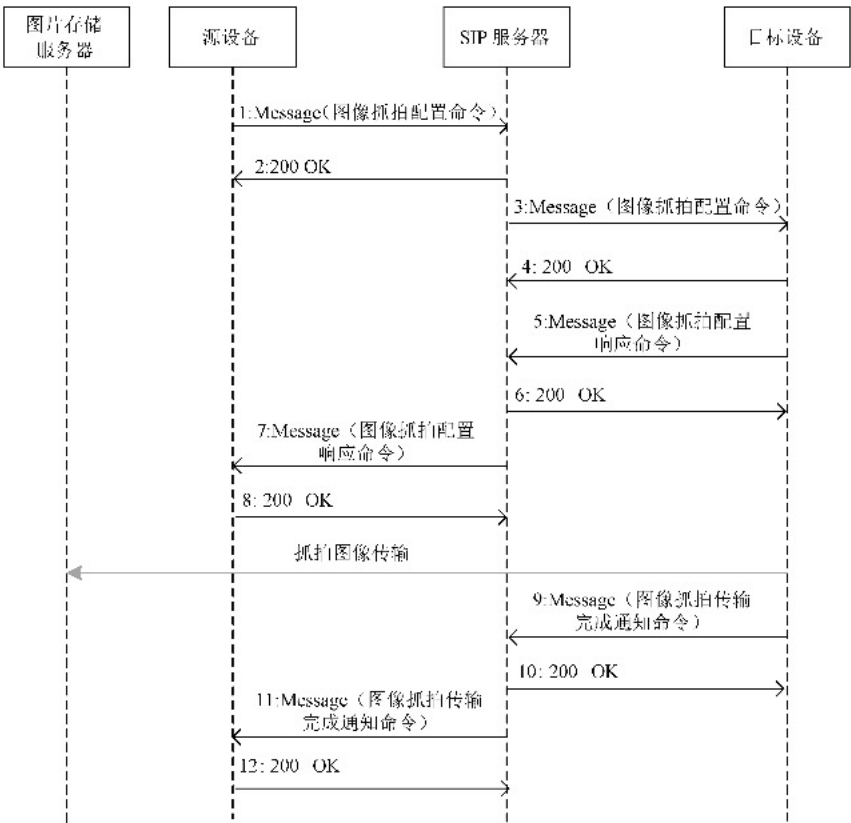 图片存储
服务器
源设备
SIP 服务器
目标设备
1:Message(图像抓拍配置命令)
2:200 OK
3:Message（图像抓拍配置命令）
4: 200 OK
5:Message（图像抓拍配置
响应命令）
6: 200 OK
7:Message（图像抓拍配置
响应命令）
8: 200 OK
抓拍图像传输
9:Message（图像抓拍传输
完成通知命令）
10: 200 OK
11:Message（图像抓拍传输
完成通知命令）
12: 200 OK